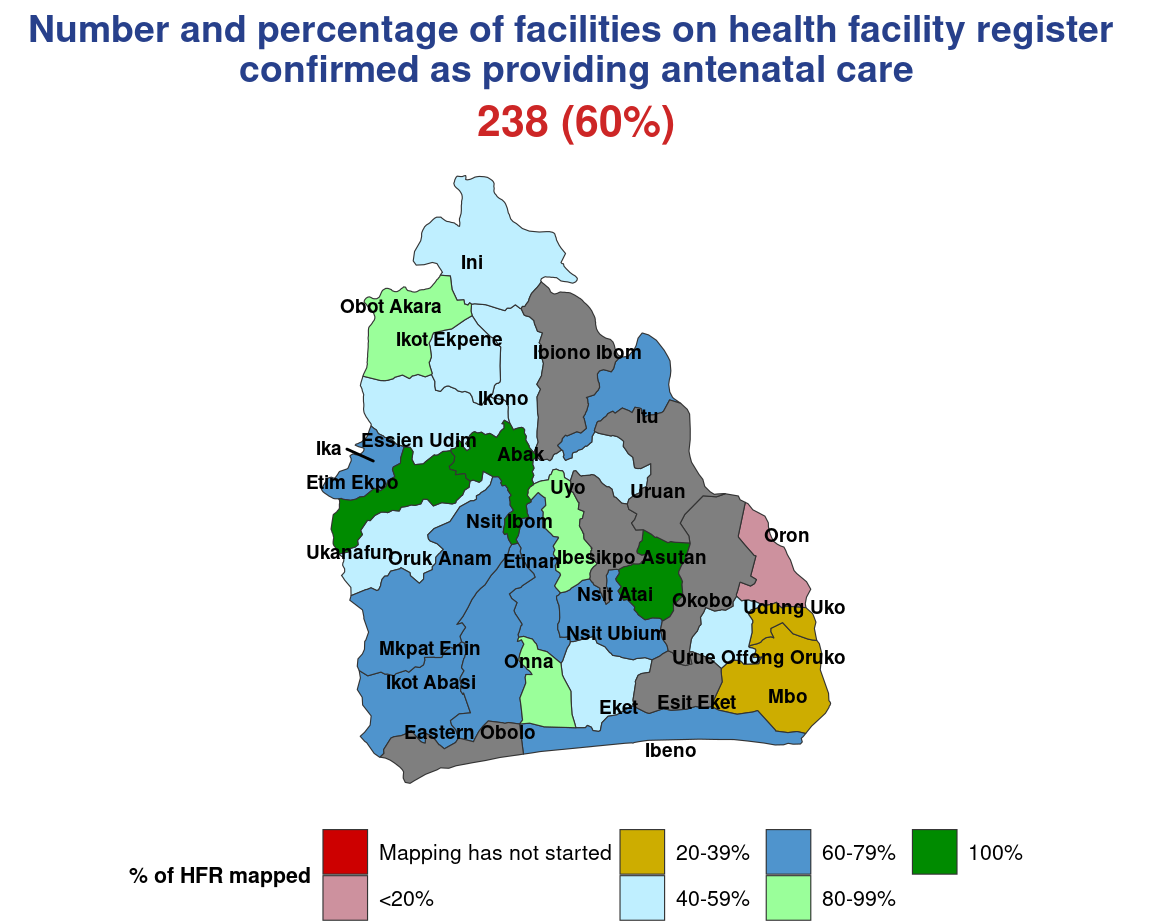 Number and percentage of facilities on health facility register
confirmed as providing antenatal care
238 (60%)
Ini
Obot Akara
Ikot Ekpene
Ibiono Ibom
Ikono
Itu
Essien Udim
Ika
Abak
Etim Ekpo
Uyo
Uruan
Nsit Ibom
Oron
Ukanafun
Oruk Anam
Etinan
Ibesikpo Asutan
Nsit Atai
Okobo
Udung Uko
Nsit Ubium
Mkpat Enin
Onna
Urue Offong Oruko
Ikot Abasi
Mbo
Esit Eket
Eket
Eastern Obolo
Ibeno
% of HFR mapped
Mapping has not started
<20%
20-39%
40-59%
60-79%
80-99%
100%